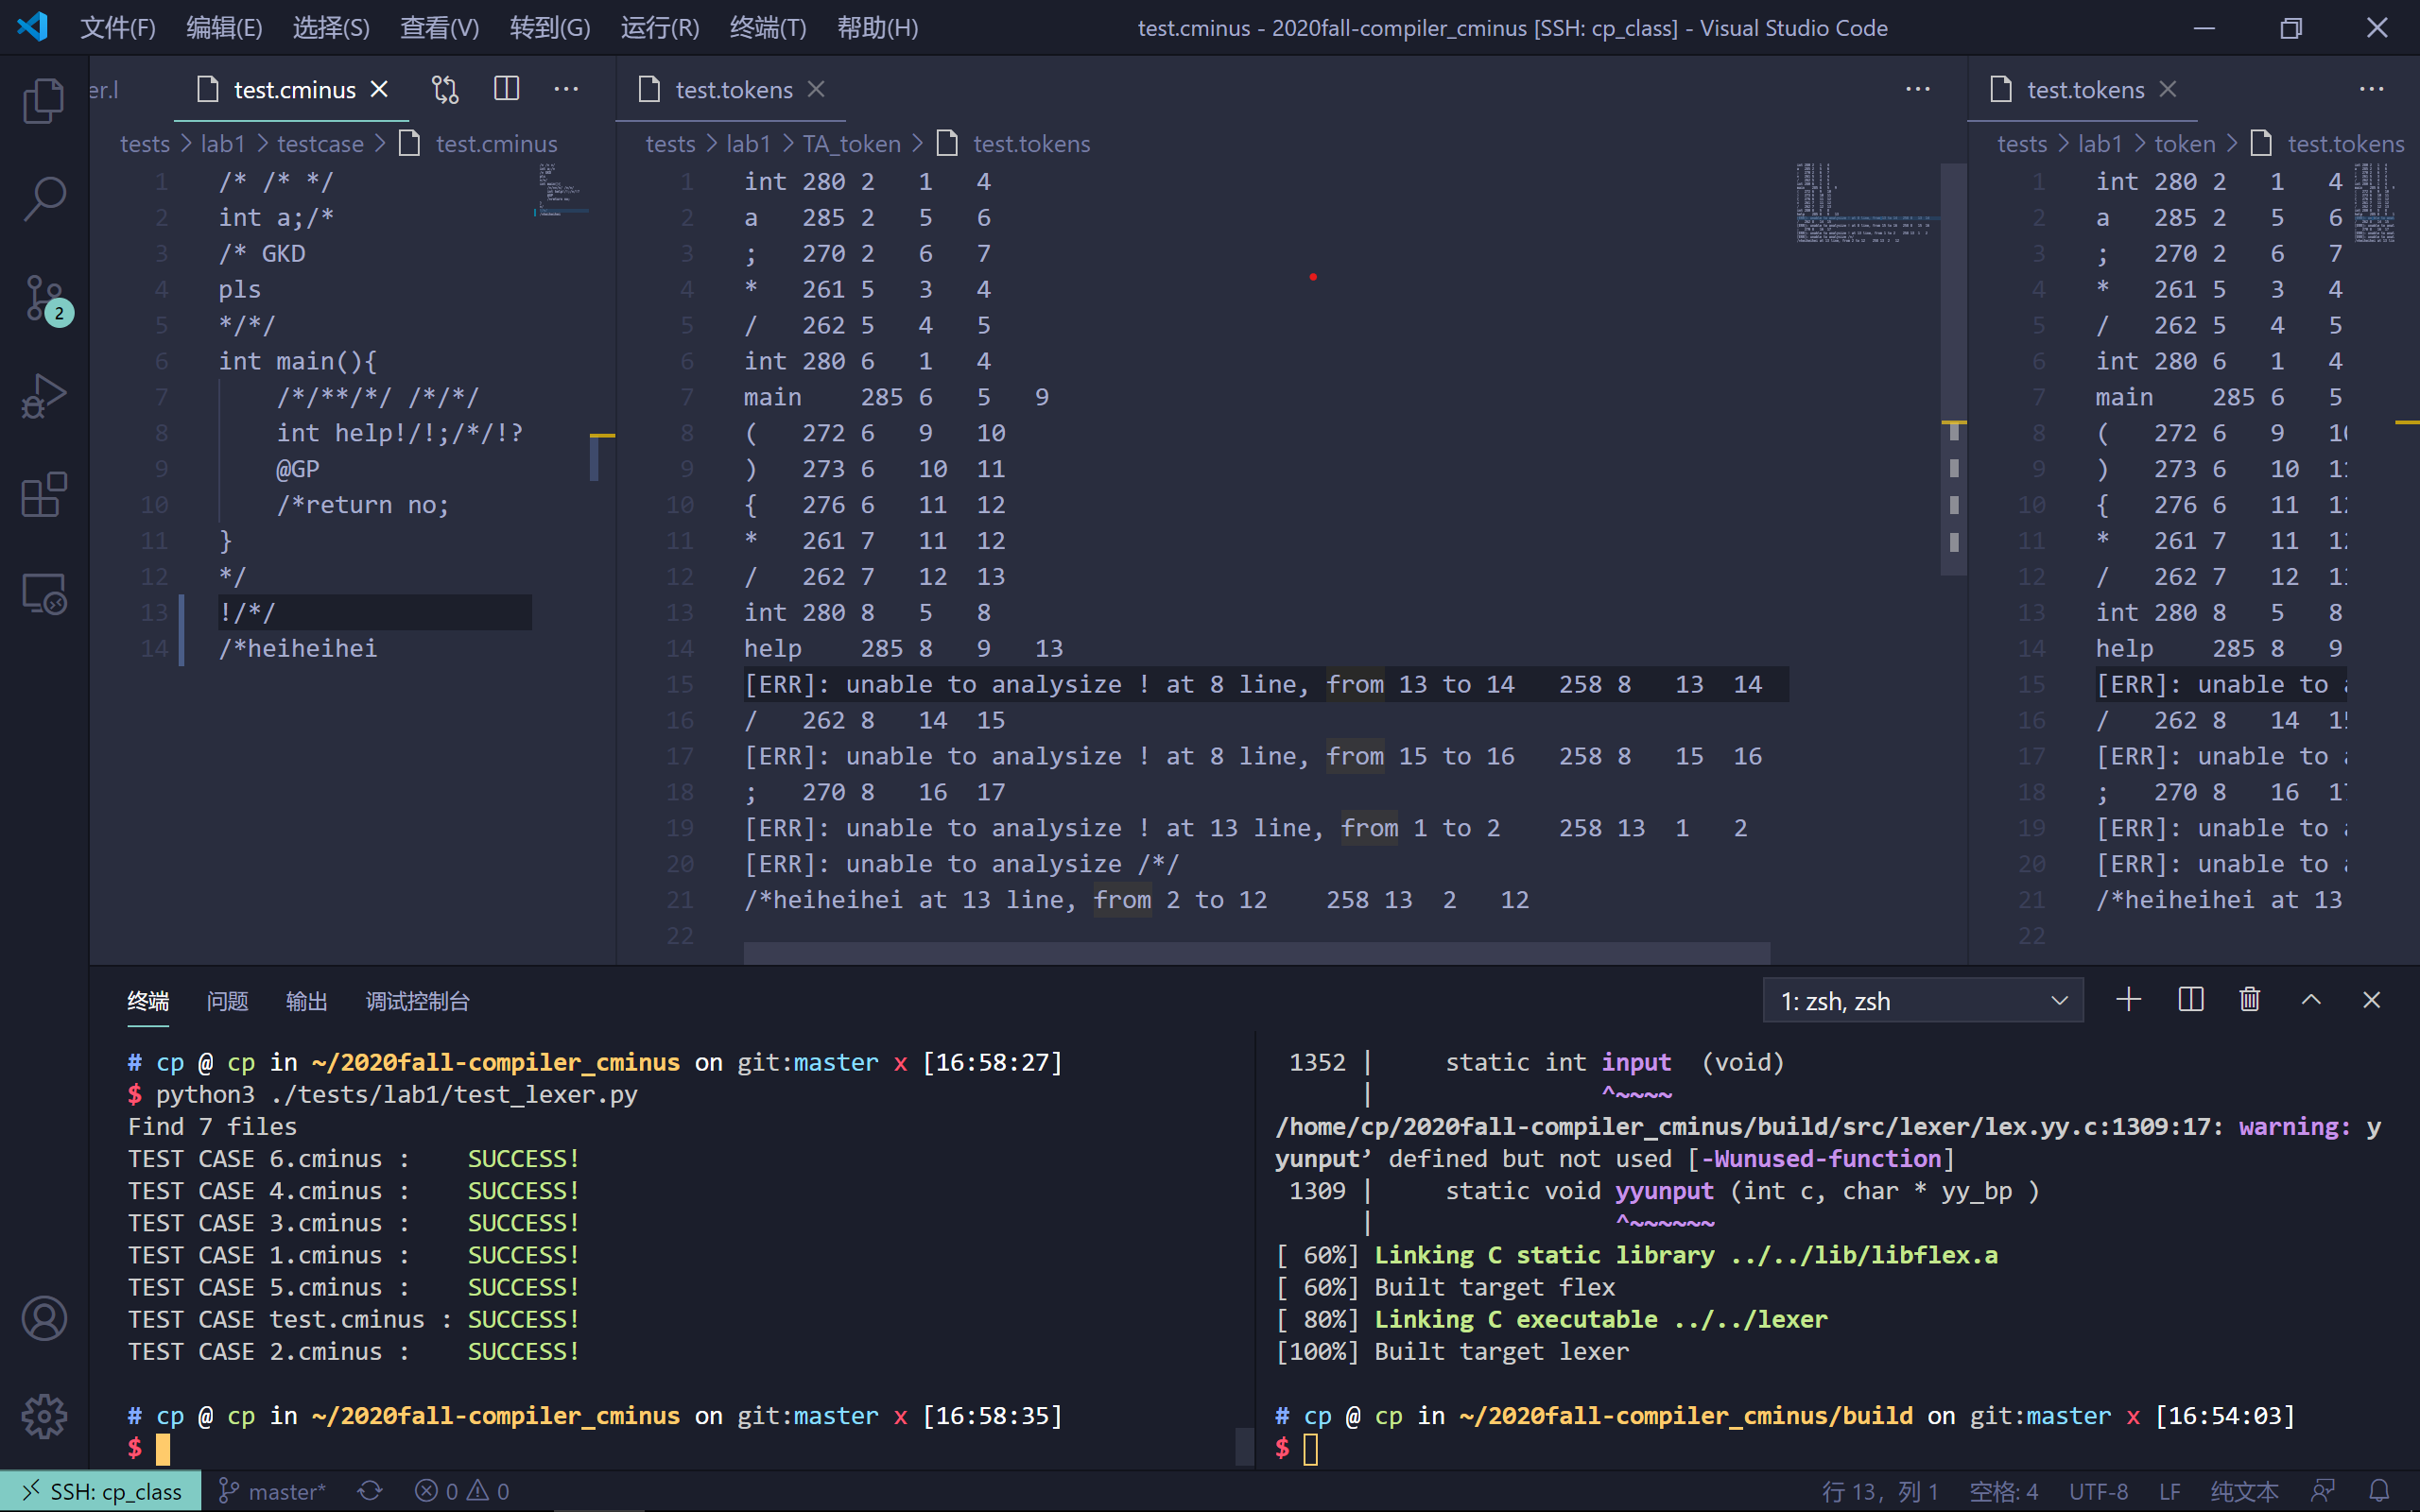 文件(F) 编辑(E) 选择(S) 查看(V) 转到(G) 运行(R) 终端(T) 帮助(H) test.cminus - 2020fall-compiler_cminus [SSH: cp_class] - Visual Studio Code
er.l test.cminus
tests > lab1 > testcase > test.cminus
1 /* /* */
2 int a;/*
3 /* GKD
4 pls
5 */*/
6 int main(){
7 /*/**/*/ /*/*/
8 int help!/!;/*/!?
9 @GP
10 /*return no;
11 }
12 */
13 !/*/
14 /*heiheihei
test.tokens
tests > lab1 > TA_token > test.tokens
1 int 280 2 1 4
2 a 285 2 5 6
3 ; 270 2 6 7
4 * 261 5 3 4
5 / 262 5 4 5
6 int 280 6 1 4
7 main 285 6 5 9
8 ( 272 6 9 10
9 ) 273 6 10 11
10 { 276 6 11 12
11 * 261 7 11 12
12 / 262 7 12 13
13 int 280 8 5 8
14 help 285 8 9 13
15 [ERR]: unable to analysize ! at 8 line, from 13 to 14 258 8 13 14
16 / 262 8 14 15
17 [ERR]: unable to analysize ! at 8 line, from 15 to 16 258 8 15 16
18 ; 270 8 16 17
19 [ERR]: unable to analysize ! at 13 line, from 1 to 2 258 13 1 2
20 [ERR]: unable to analysize /*/
21 /*heiheihei at 13 line, from 2 to 12 258 13 2 12
22
test.tokens
tests > lab1 > token > test.tokens
1 int 280 2 1 4
2 a 285 2 5 6
3 ; 270 2 6 7
4 * 261 5 3 4
5 / 262 5 4 5
6 int 280 6 1 4
7 main 285 6 5
8 ( 272 6 9
9 ) 273 6 10
10 { 276 6 11
11 * 261 7 11
12 / 262 7 12
13 int 280 8 5 8
14 help 285 8 9
15 [ERR]: unable to
16 / 262 8 14
17 [ERR]: unable to
18 ; 270 8 16
19 [ERR]: unable to
20 [ERR]: unable to
21 /*heiheihei at 13
22
2
终端 问题 输出 调试控制台 1: zsh, zsh
# cp @ cp in ~/2020fall-compiler_cminus on git:master x [16:58:27]
$ python3 ./tests/lab1/test_lexer.py
Find 7 files
TEST CASE 6.cminus : SUCCESS!
TEST CASE 4.cminus : SUCCESS!
TEST CASE 3.cminus : SUCCESS!
TEST CASE 1.cminus : SUCCESS!
TEST CASE 5.cminus : SUCCESS!
TEST CASE test.cminus : SUCCESS!
TEST CASE 2.cminus : SUCCESS!
# cp @ cp in ~/2020fall-compiler_cminus on git:master x [16:58:35]
$
1352 | static int input (void)
| ^~~~~
/home/cp/2020fall-compiler_cminus/build/src/lexer/lex.yy.c:1309:17: warning: y
yunput’ defined but not used [-Wunused-function]
1309 | static void yyunput (int c, char * yy_bp )
| ^~~~~~~
[ 60%] Linking C static library ../../lib/libflex.a
[ 60%] Built target flex
[ 80%] Linking C executable ../../lexer
[100%] Built target lexer
# cp @ cp in ~/2020fall-compiler_cminus/build on git:master x [16:54:03]
$
SSH: cp_class master* 0 0 行 13，列 1 空格: 4 UTF-8 LF 纯文本